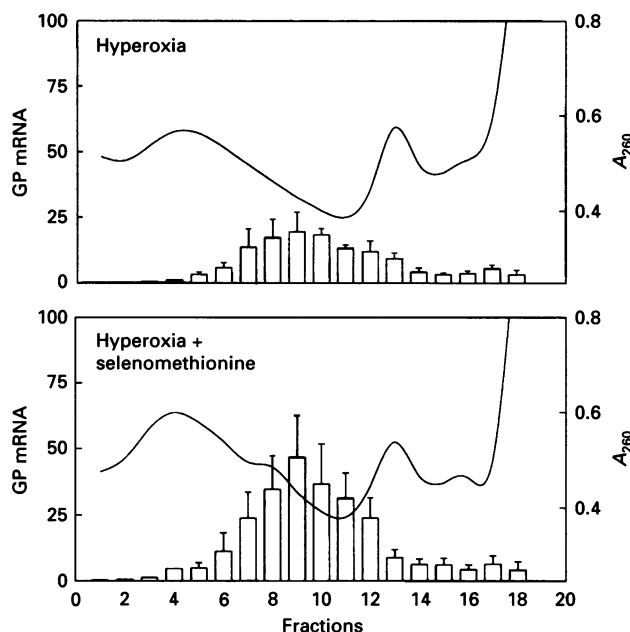 Hyperoxia
100
75
50
25
0
GP mRNA
0.8
0.6
0.4
A260
Hyperoxia +
selenomethionine
100
75
50
25
0
GP mRNA
0.8
0.6
0.4
A260
0 2 4 6 8 10 12 14 16 18 20
Fractions